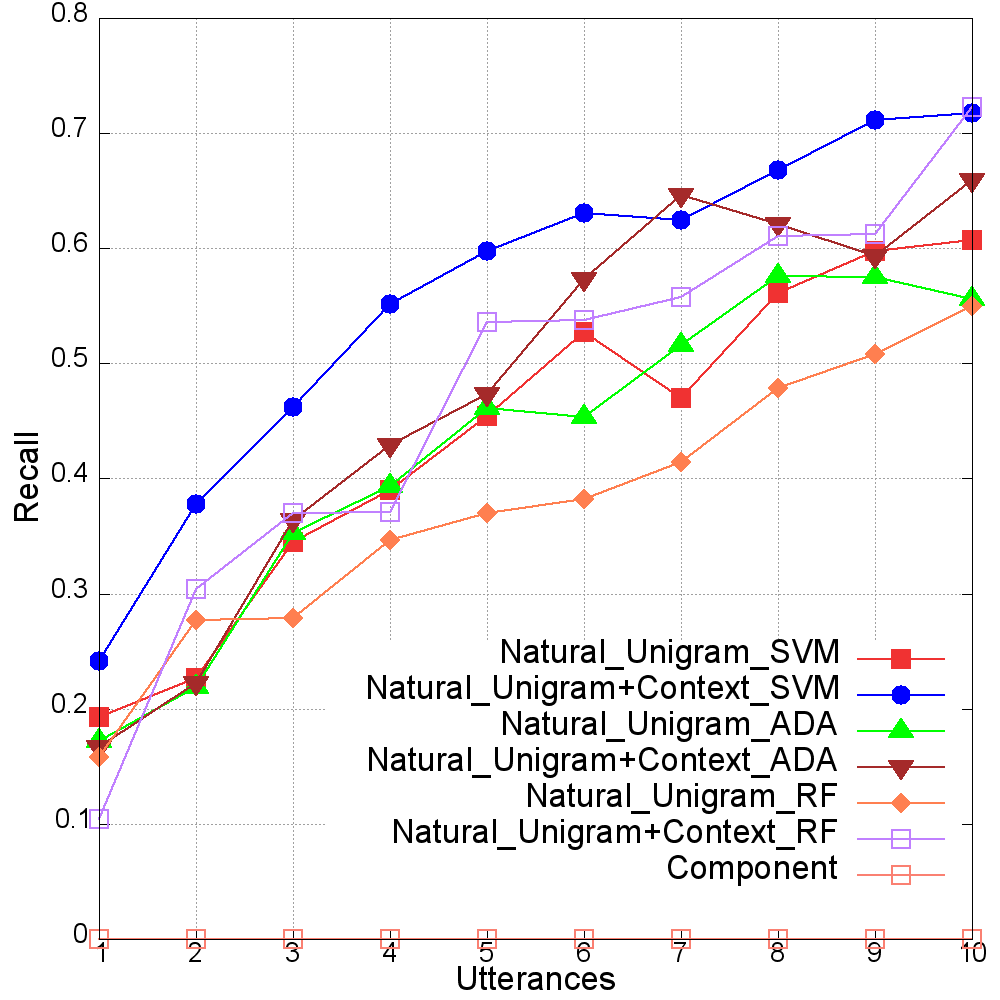 0.8
0.7
0.6
0.5
0.4
0.3
0.2
0.1
0
Recall
Natural_Unigram_SVM
Natural_Unigram+Context_SVM
Natural_Unigram_ADA
Natural_Unigram+Context_ADA
Natural_Unigram_RF
Natural_Unigram+Context_RF
Component
1 2 3 4 5 6 7 8 9 10
Utterances